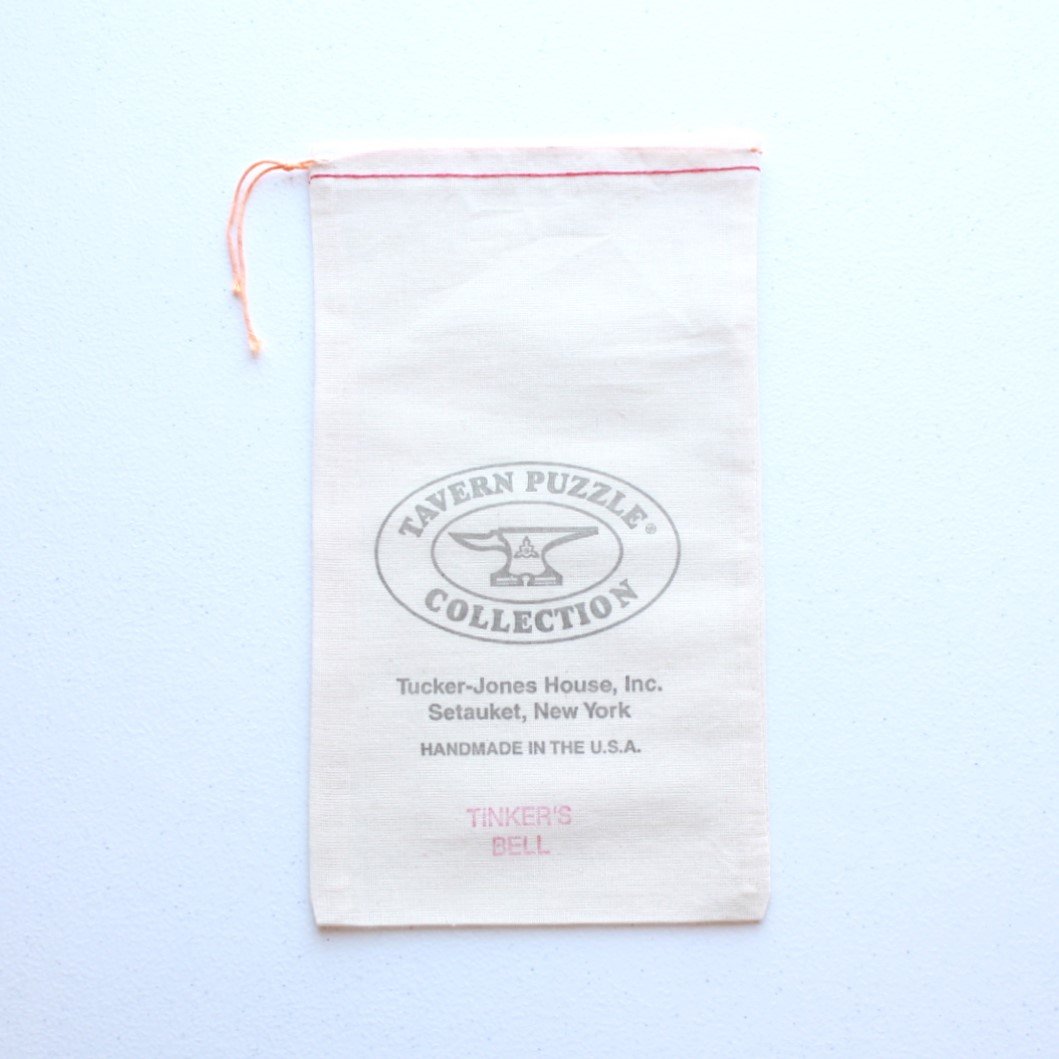 TAVERN PUZZLE®
COLLECTION
Tucker-Jones House, Inc.
Setauket, New York
HANDMADE IN THE U.S.A.
TINKER'S
BELL